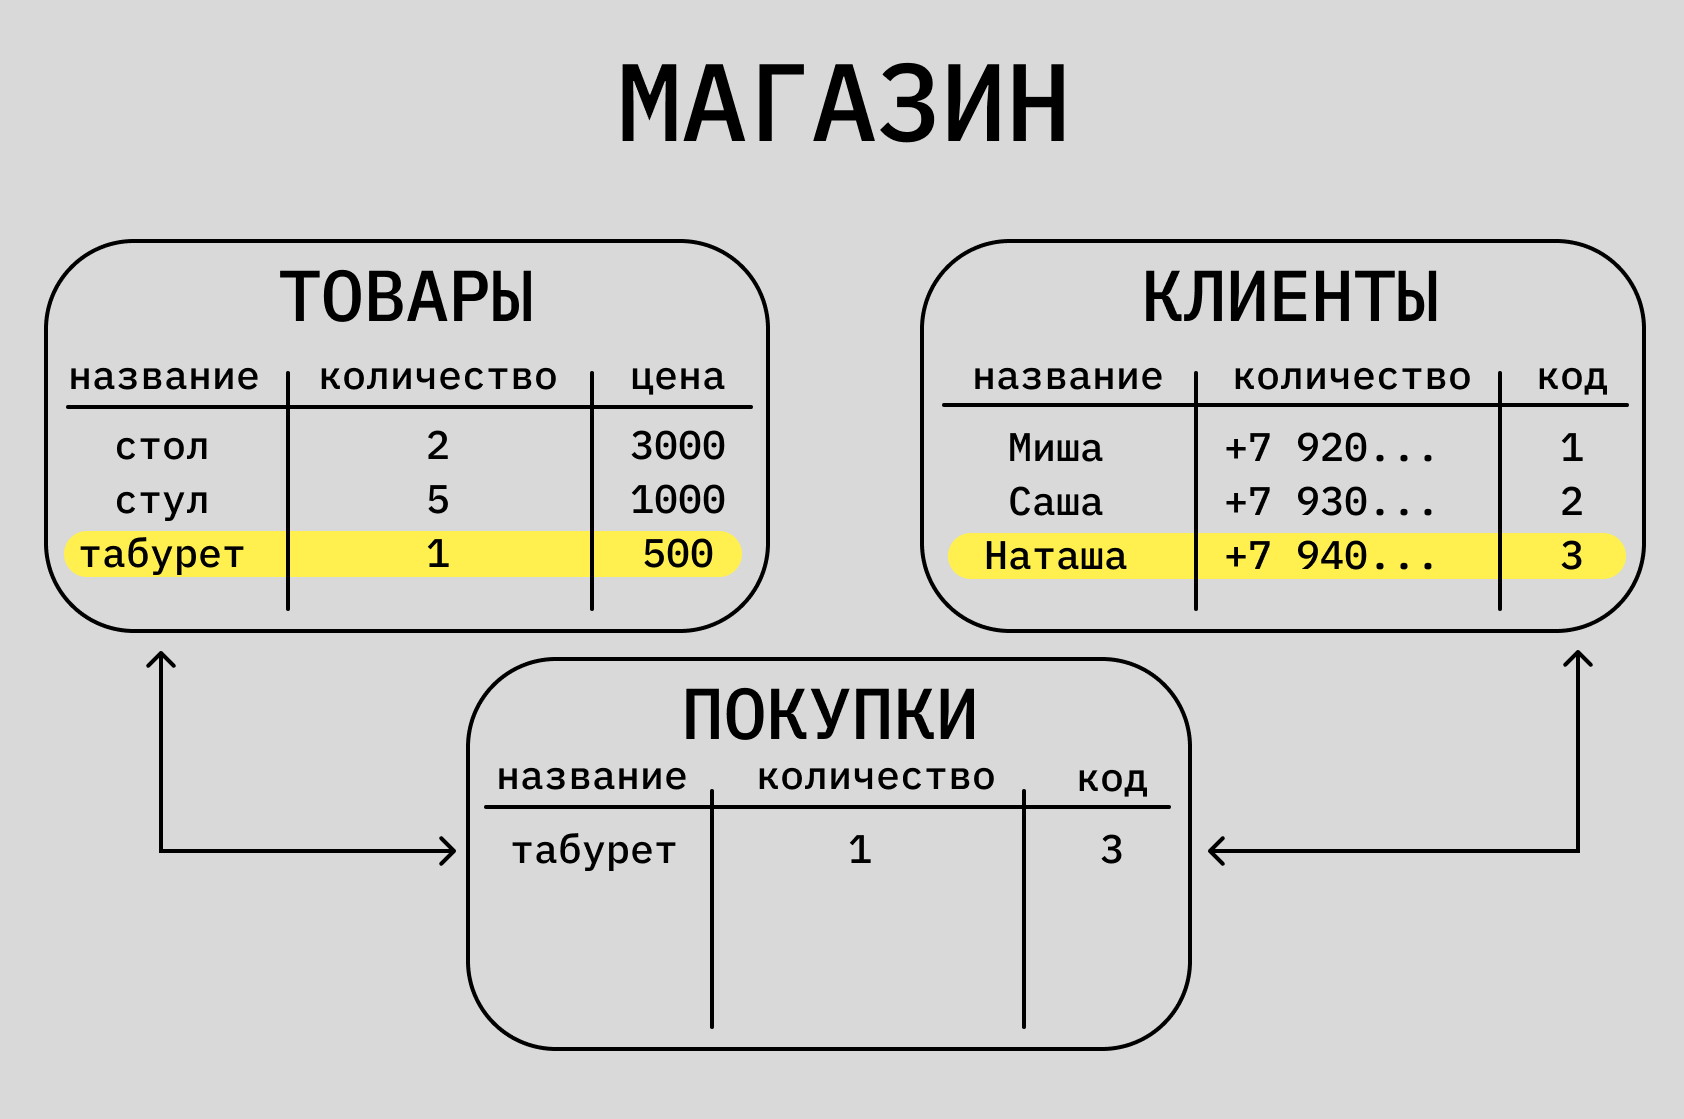 МАГАЗИН
ТОВАРЫ
название количество цена
стол 2 3000
стул 5 1000
табурет 1 500
КЛИЕНТЫ
название количество код
Миша +7 920... 1
Саша +7 930... 2
Наташа +7 940... 3
ПОКУПКИ
название количество код
табурет 1 3